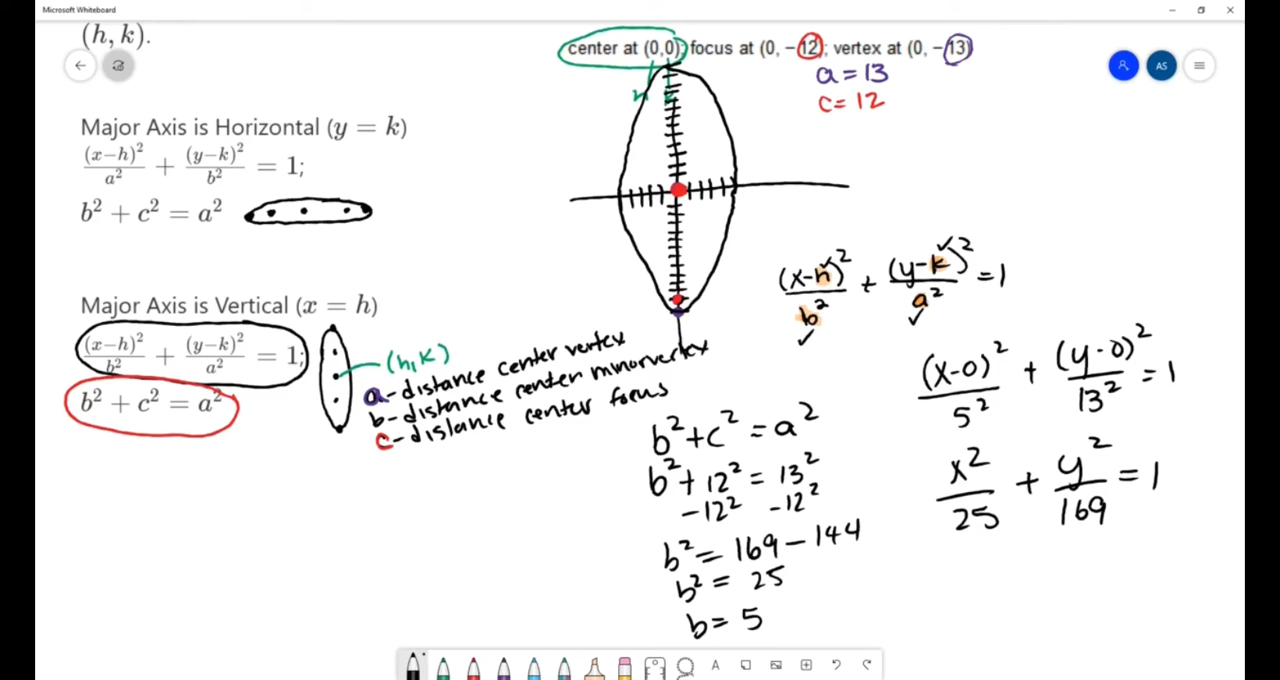 Microsoft Whiteboard
(h, k).
center at (0,0); focus at (0, −12); vertex at (0, −13)
a = 13
c = 12
AS
Major Axis is Horizontal (y = k)
(x−h)²/a² + (y−k)²/b² = 1;
b² + c² = a²
Major Axis is Vertical (x = h)
(x−h)²/b² + (y−k)²/a² = 1;
b² + c² = a²
(h,k)
a-distance center vertex
b-distance center minor vertex
c-distance center focus
b² + c² = a²
b² + 12² = 13²
-12² -12²
b² = 169 - 144
b² = 25
b = 5
(x-h)²/b² + (y-k)²/a² = 1
(x-0)²/5² + (y-0)²/13² = 1
x²/25 + y²/169 = 1
A